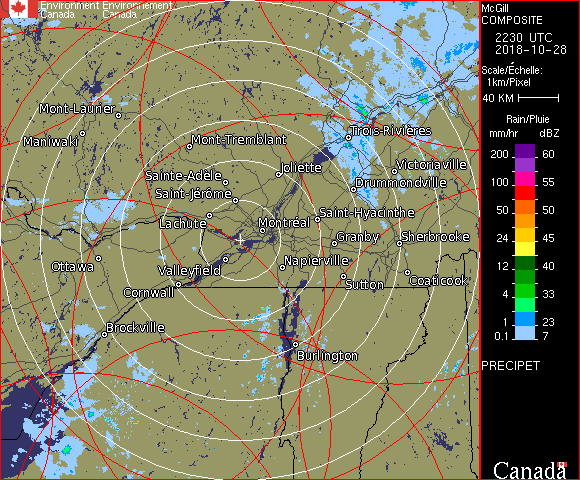 Environment Environnement
Canada Canada
McGill
COMPOSITE
2230 UTC
2018-10-28
Scale/Échelle:
1km/Pixel
40 KM
Rain/Pluie
mm/hr dBZ
200 60
150 57
100 55
50 50
24 45
12 40
4 33
1 23
0.1 7
PRECIPET
Canada
Mont-Laurier
Maniwaki
Mont-Tremblant
Trois-Rivières
Sainte-Adèle
Joliette
Victoriaville
Saint-Jérôme
Drummondville
Lachute
Montréal
Saint-Hyacinthe
Granby
Sherbrooke
Ottawa
Valleyfield
Napierville
Cornwall
Sutton
Coaticook
Brockville
Burlington